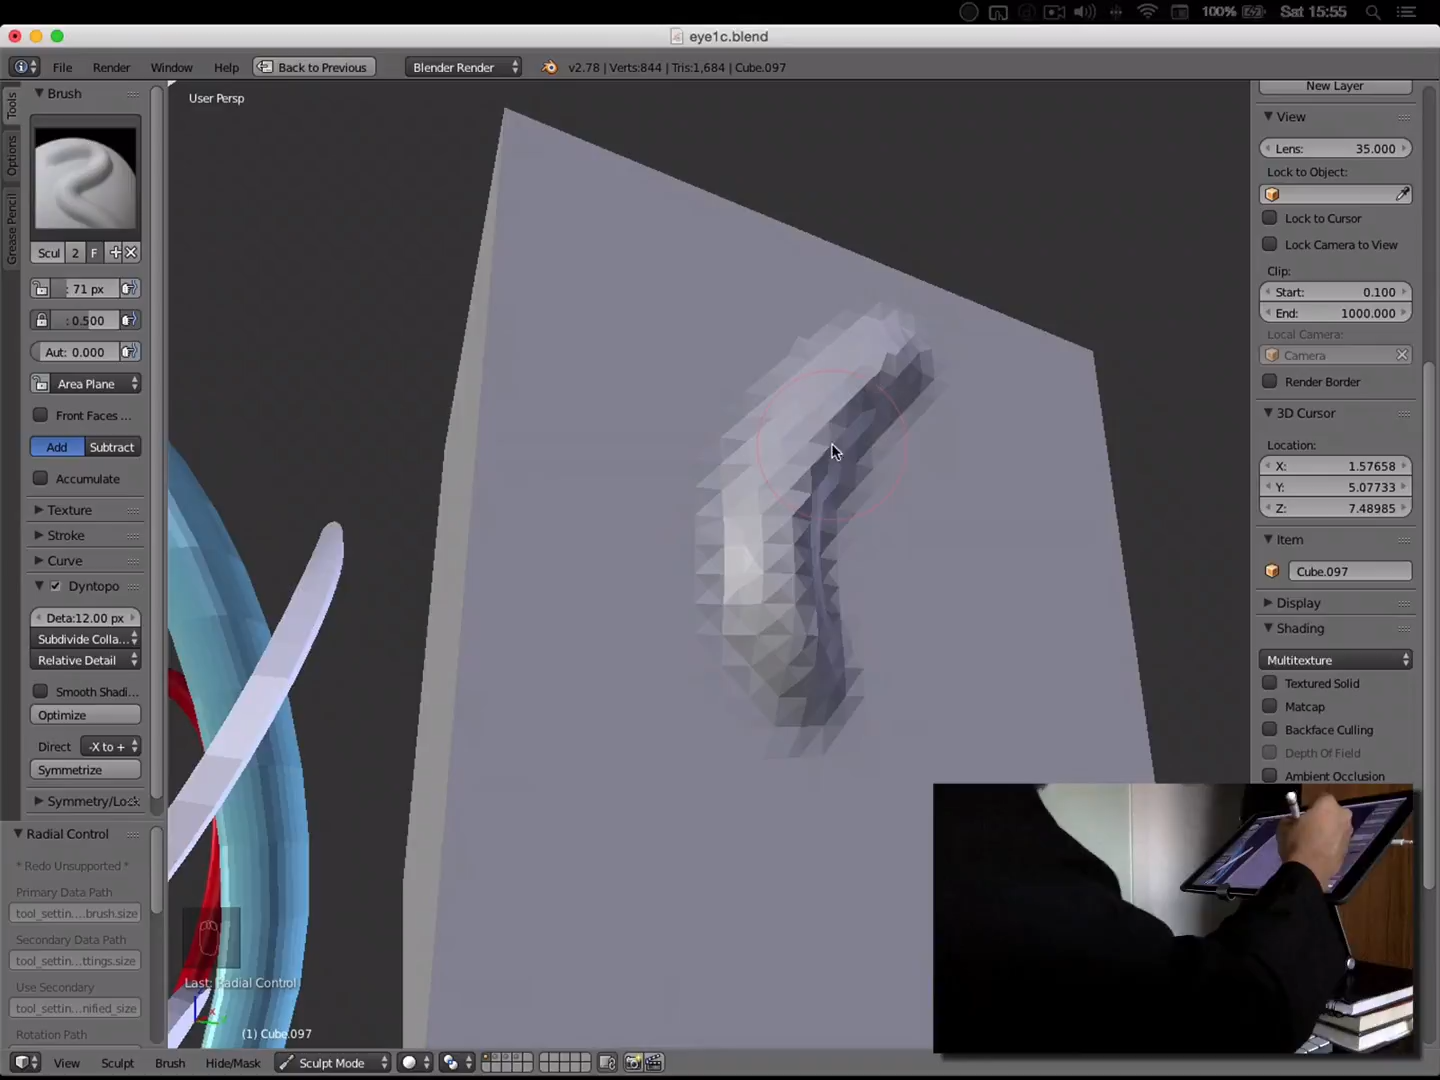 100% Sat 15:55
eye1c.blend
File Render Window Help Back to Previous Blender Render v2.78 | Verts:844 | Tris:1,684 | Cube.097
Tools
Options
Grease Pencil
Brush
Scul 2 F
: 71 px
: 0.500
Aut: 0.000
Area Plane
Front Faces ...
Add Subtract
Accumulate
Texture
Stroke
Curve
Dyntopo
Deta:12.00 px
Subdivide Colla...
Relative Detail
Smooth Shadi...
Optimize
Direct -X to +
Symmetrize
Symmetry/Lock
Radial Control
* Redo Unsupported *
Primary Data Path
tool_settin....brush.size
Secondary Data Path
tool_settin...ttings.size
Use Secondary
tool_settin...nified_size
Rotation Path
User Persp
Last: Radial Control
(1) Cube.097
New Layer
View
Lens: 35.000
Lock to Object:
Lock to Cursor
Lock Camera to View
Clip:
Start: 0.100
End: 1000.000
Local Camera:
Camera
Render Border
3D Cursor
Location:
X: 1.57658
Y: 5.07733
Z: 7.48985
Item
Cube.097
Display
Shading
Multitexture
Textured Solid
Matcap
Backface Culling
Depth Of Field
Ambient Occlusion
View Sculpt Brush Hide/Mask Sculpt Mode